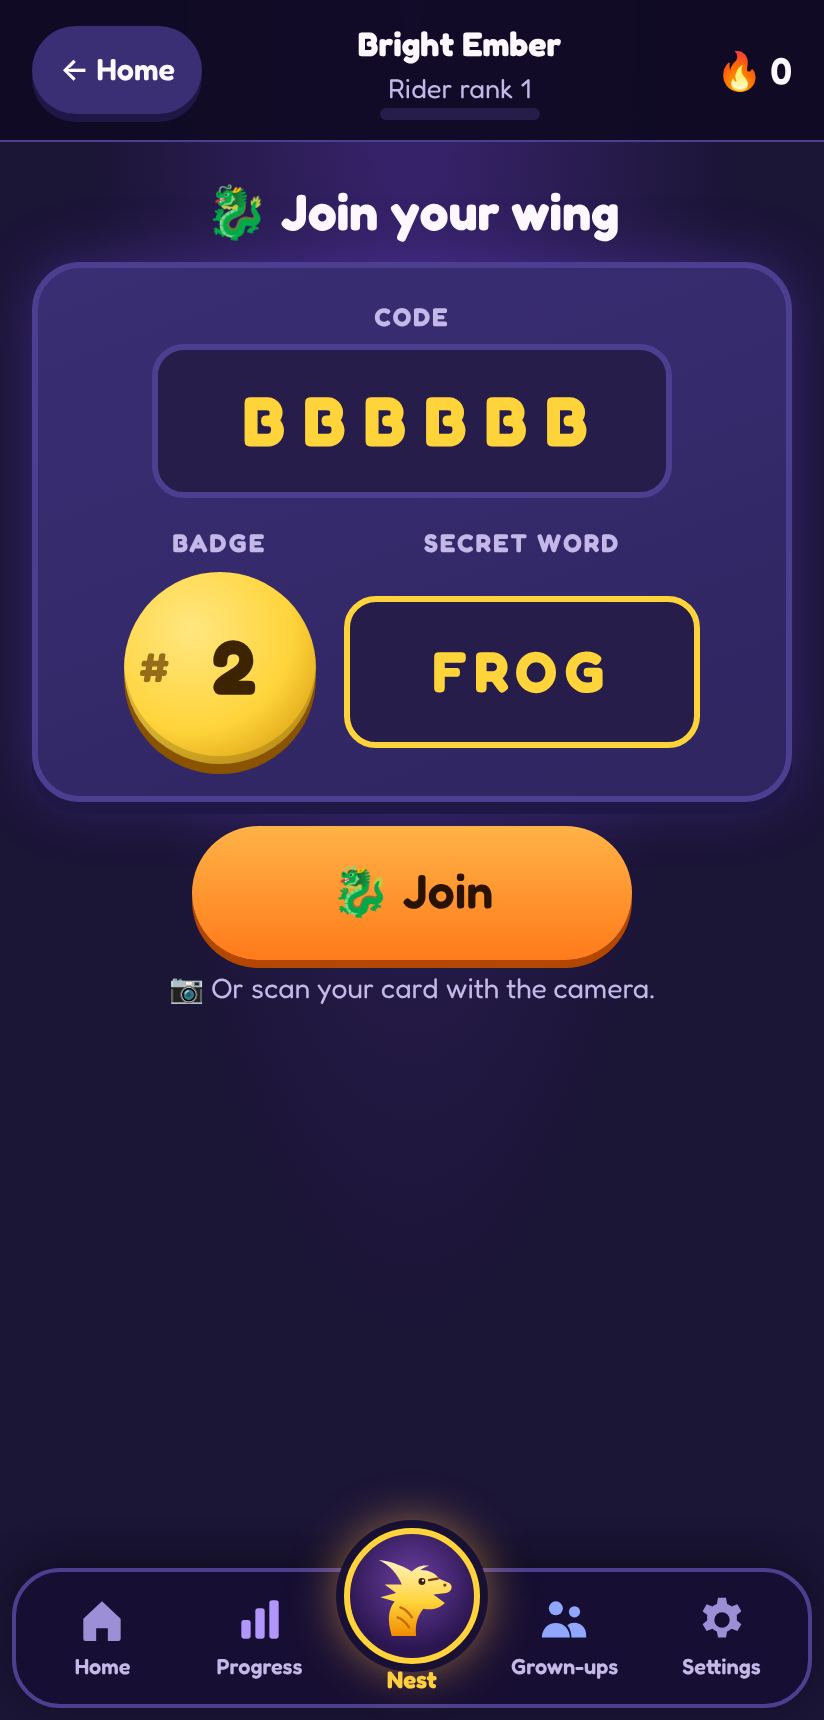 ← Home
Bright Ember
Rider rank 1
0
Join your wing
CODE
BBBBBB
BADGE
SECRET WORD
# 2
FROG
Join
Or scan your card with the camera.
Home
Progress
Nest
Grown-ups
Settings